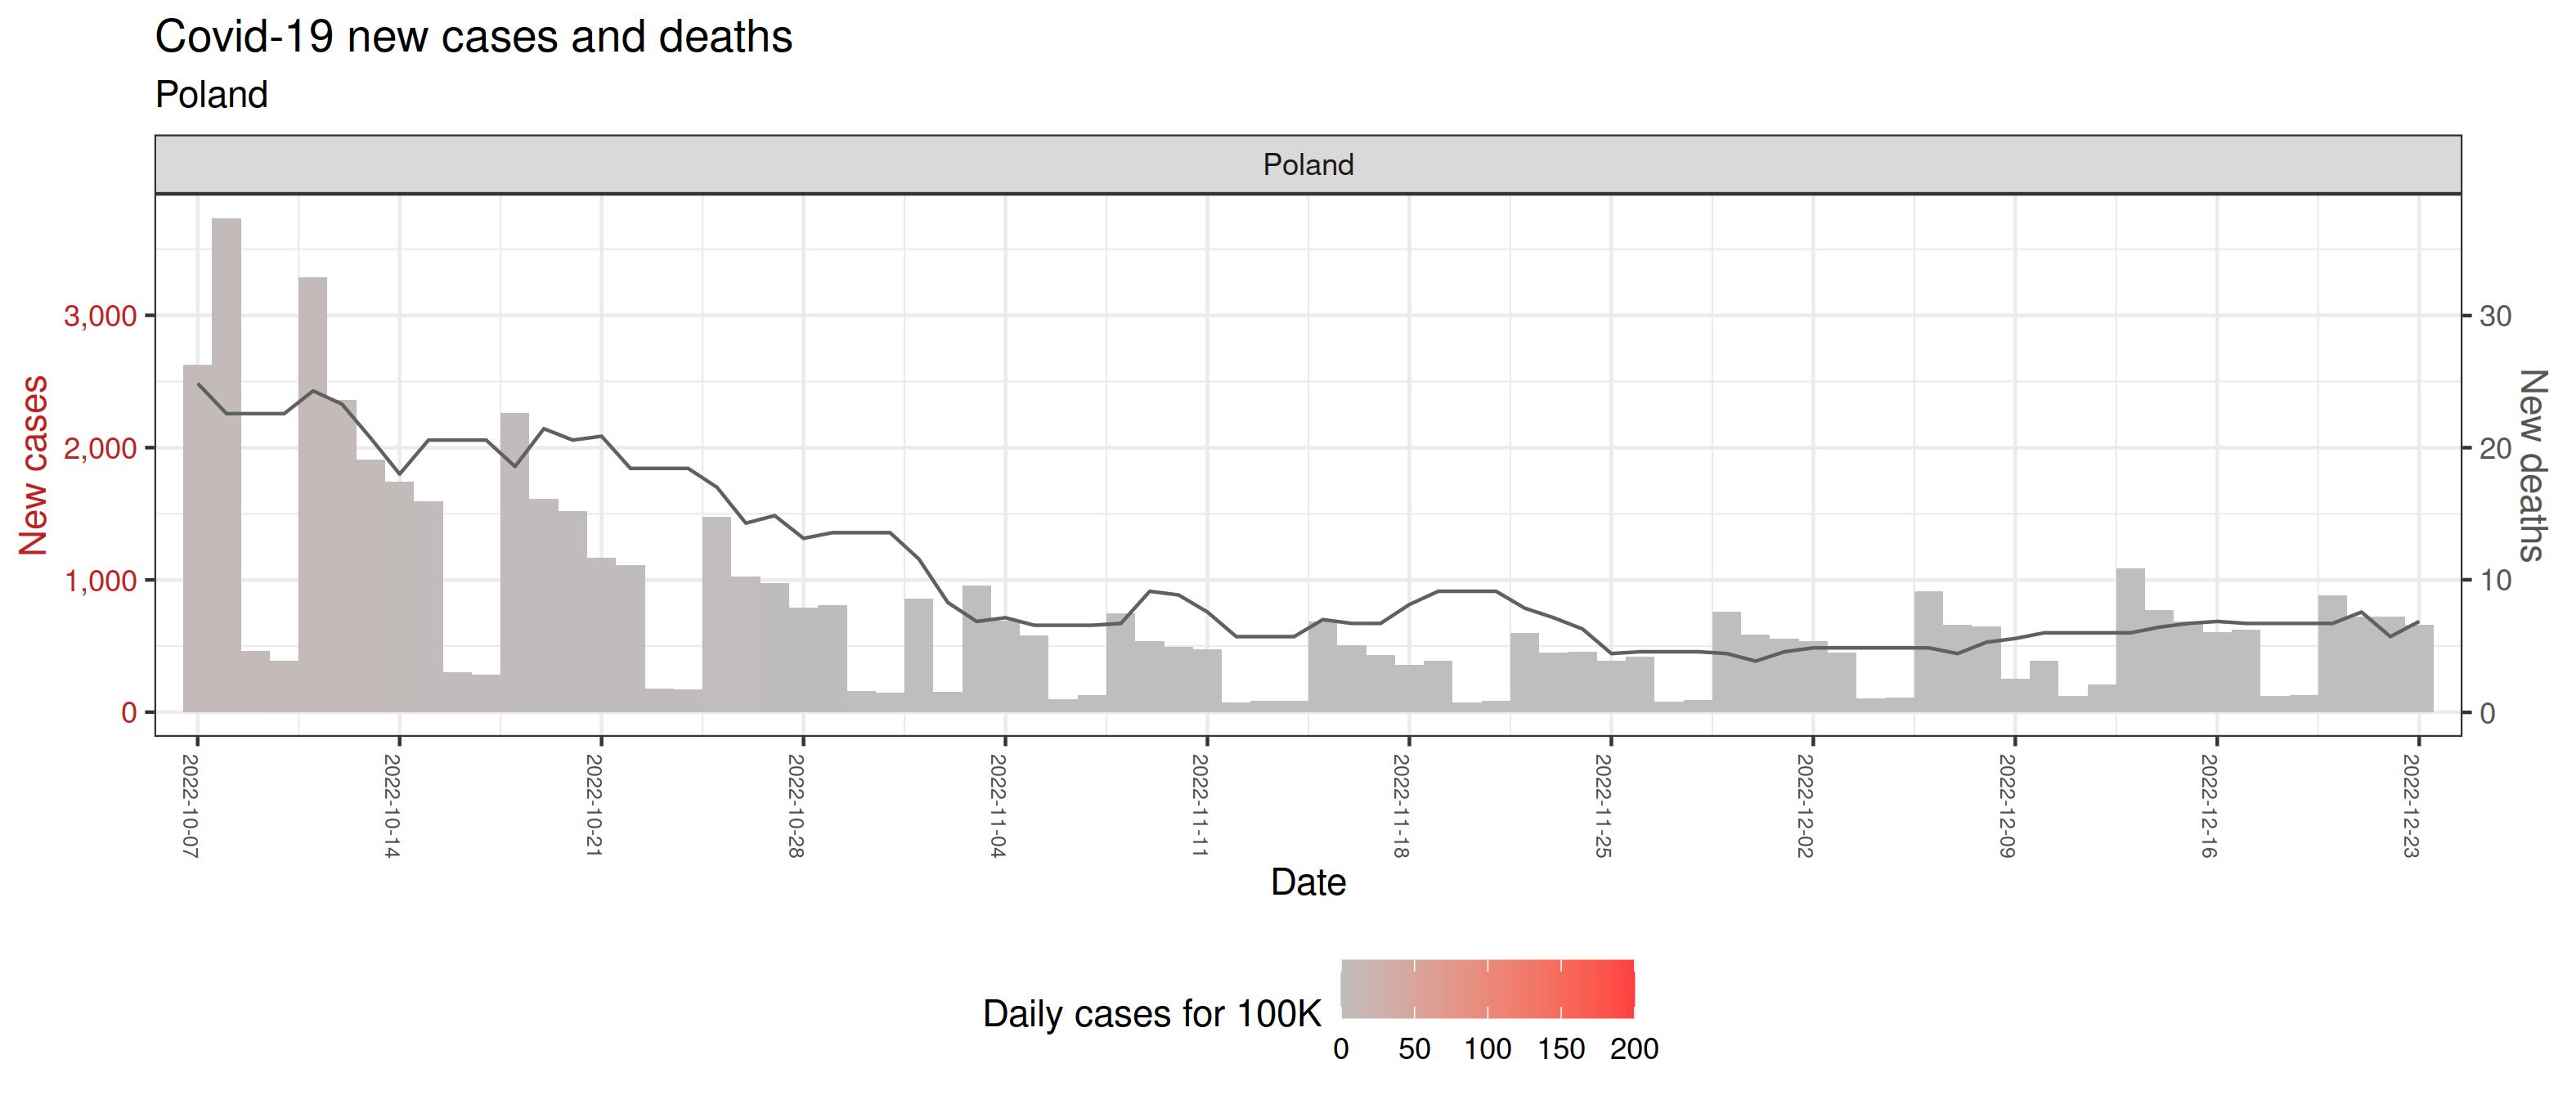 Covid-19 new cases and deaths
Poland
Poland
New cases
3,000
2,000
1,000
0
30
20
10
0
New deaths
2022-10-07
2022-10-14
2022-10-21
2022-10-28
2022-11-04
2022-11-11
2022-11-18
2022-11-25
2022-12-02
2022-12-09
2022-12-16
2022-12-23
Date
Daily cases for 100K
0 50 100 150 200